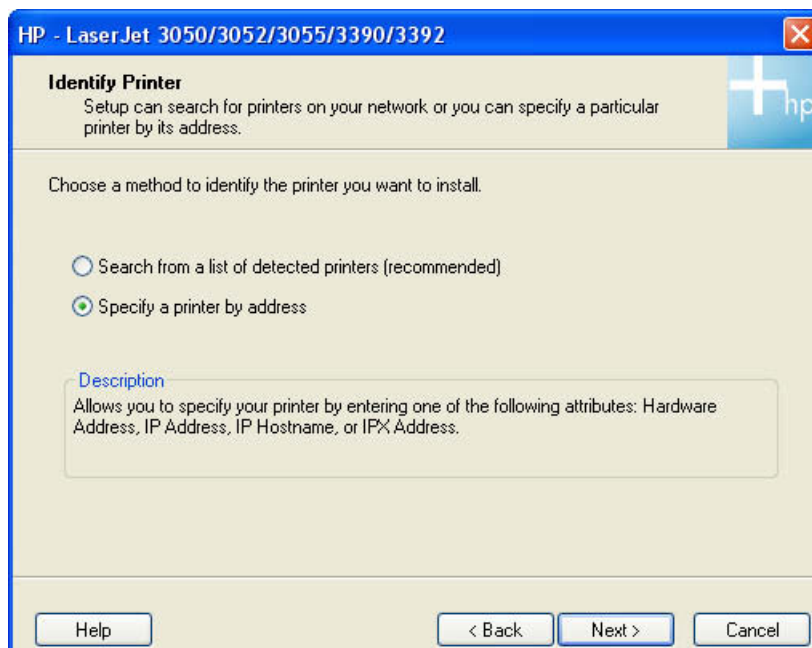 HP - LaserJet 3050/3052/3055/3390/3392
Identify Printer
Setup can search for printers on your network or you can specify a particular
printer by its address.
hp
Choose a method to identify the printer you want to install.
Search from a list of detected printers (recommended)
Specify a printer by address
Description
Allows you to specify your printer by entering one of the following attributes: Hardware
Address, IP Address, IP Hostname, or IPX Address.
Help
< Back
Next >
Cancel